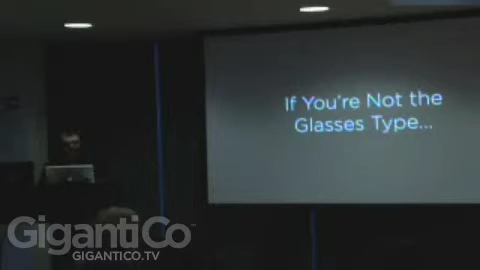 If You're Not the
Glasses Type...
GigantiCo
GIGANTICO.TV